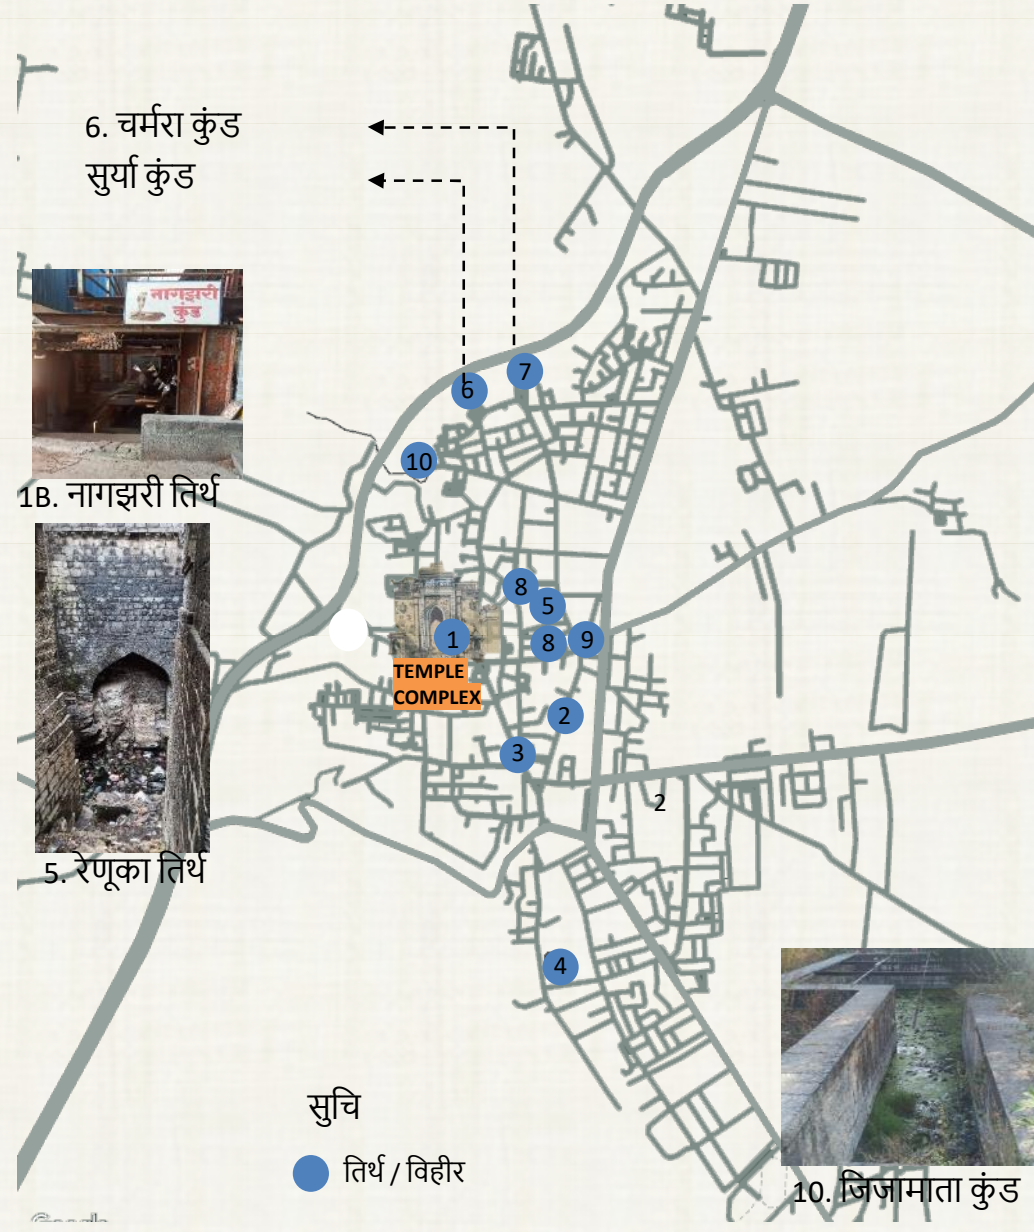 6. चर्मरा कुंड
सुर्या कुंड
नागझरी
कुंड
1B. नागझरी तिर्थ
7
6
10
8
5
1
8
9
TEMPLE
COMPLEX
2
3
2
5. रेणूका तिर्थ
4
सुचि
तिर्थ / विहीर
10. जिजामाता कुंड